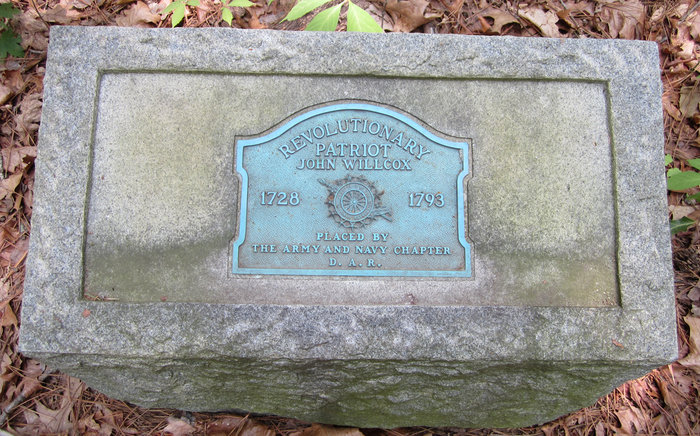 REVOLUTIONARY
PATRIOT
JOHN WILLCOX
1728 1793
PLACED BY
THE ARMY AND NAVY CHAPTER
D. A. R.